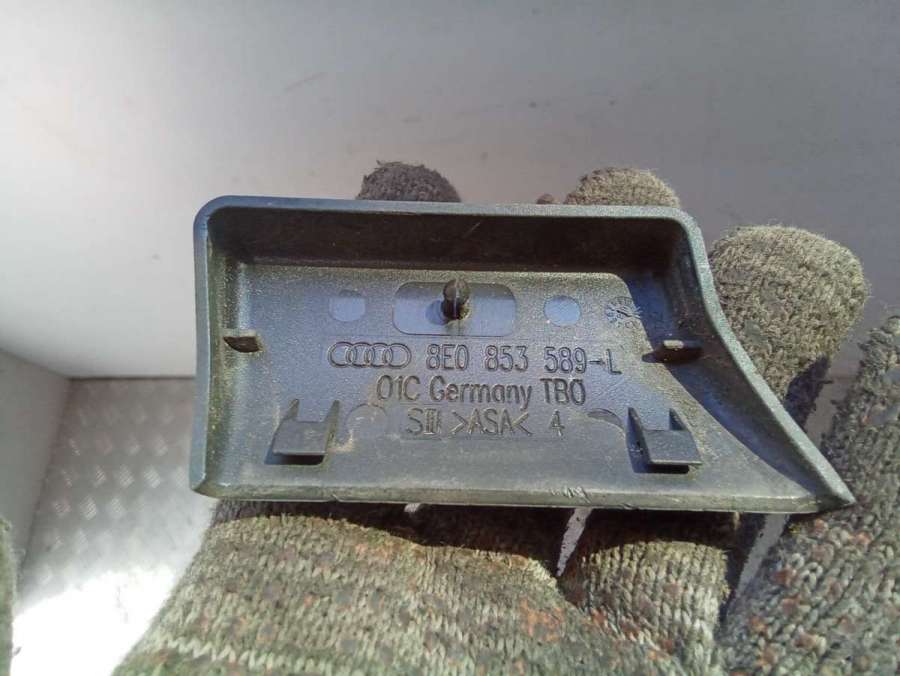 8E0 853 589-L
01C Germany TBO
>ASA< 4